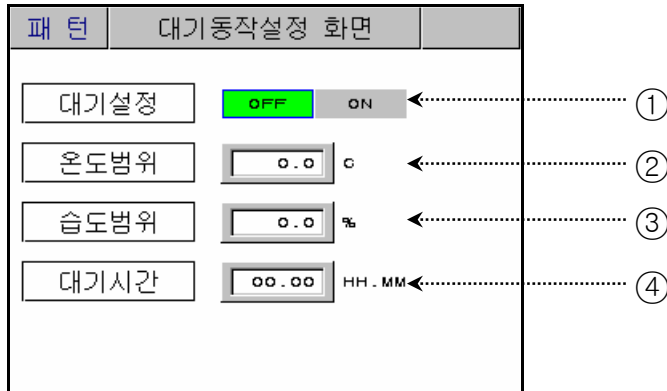 패 턴 대기동작설정 화면
대기설정 OFF ON ①
온도범위 0.0 C ②
습도범위 0.0 % ③
대기시간 00.00 HH.MM ④